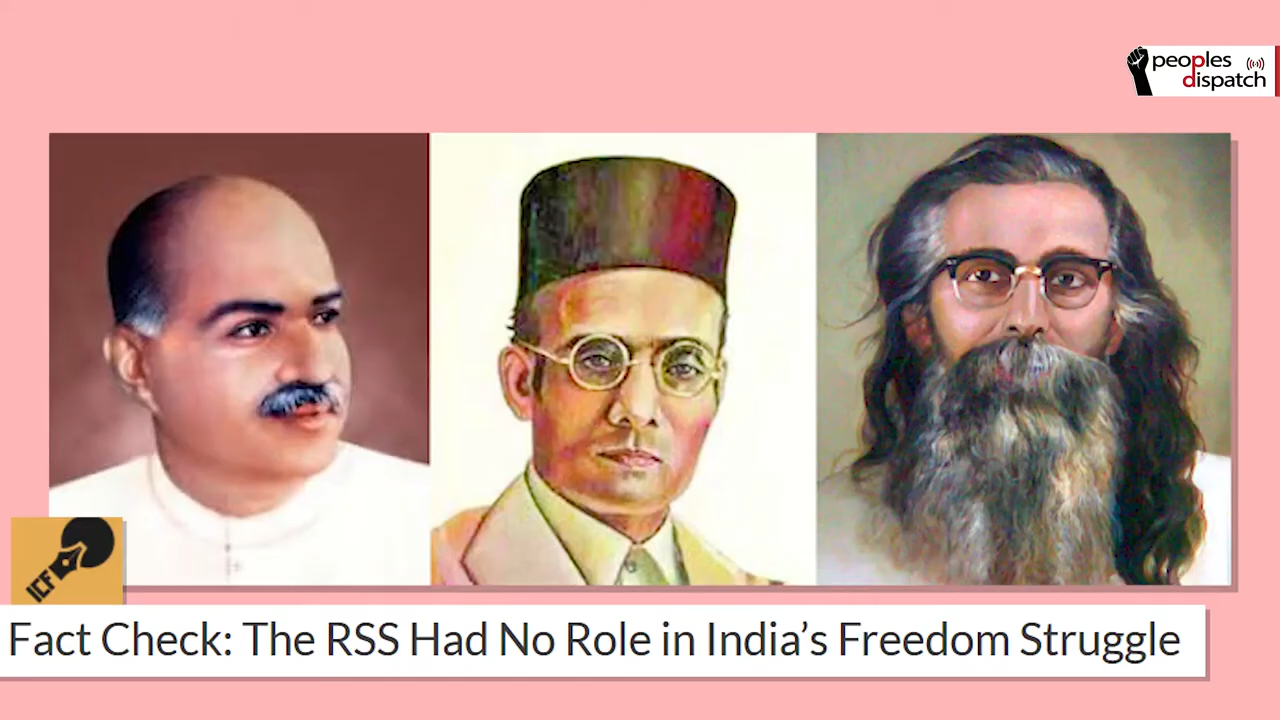 peoples
dispatch
ICF
Fact Check: The RSS Had No Role in India's Freedom Struggle